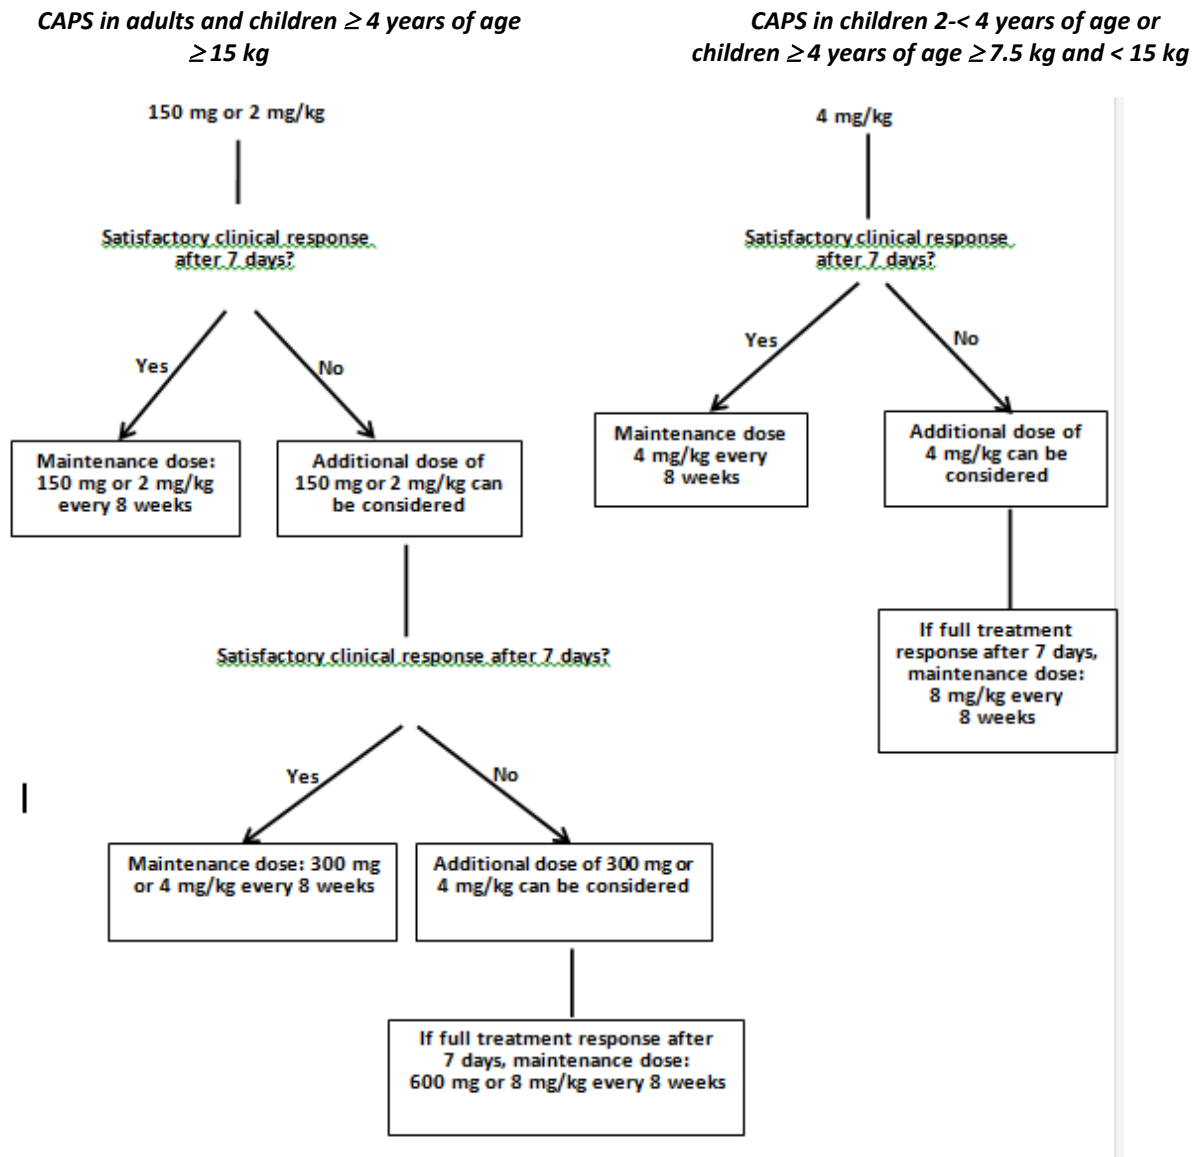 CAPS in adults and children ≥ 4 years of age
≥ 15 kg
150 mg or 2 mg/kg
Satisfactory clinical response
after 7 days?
Yes
No
Maintenance dose:
150 mg or 2 mg/kg
every 8 weeks
Additional dose of
150 mg or 2 mg/kg can
be considered
Satisfactory clinical response after 7 days?
Yes
No
Maintenance dose: 300 mg
or 4 mg/kg every 8 weeks
Additional dose of 300 mg or
4 mg/kg can be considered
If full treatment response after
7 days, maintenance dose:
600 mg or 8 mg/kg every 8 weeks
CAPS in children 2-< 4 years of age or
children ≥ 4 years of age ≥ 7.5 kg and < 15 kg
4 mg/kg
Satisfactory clinical response
after 7 days?
Yes
No
Maintenance dose
4 mg/kg every
8 weeks
Additional dose of
4 mg/kg can be
considered
If full treatment
response after 7 days,
maintenance dose:
8 mg/kg every
8 weeks